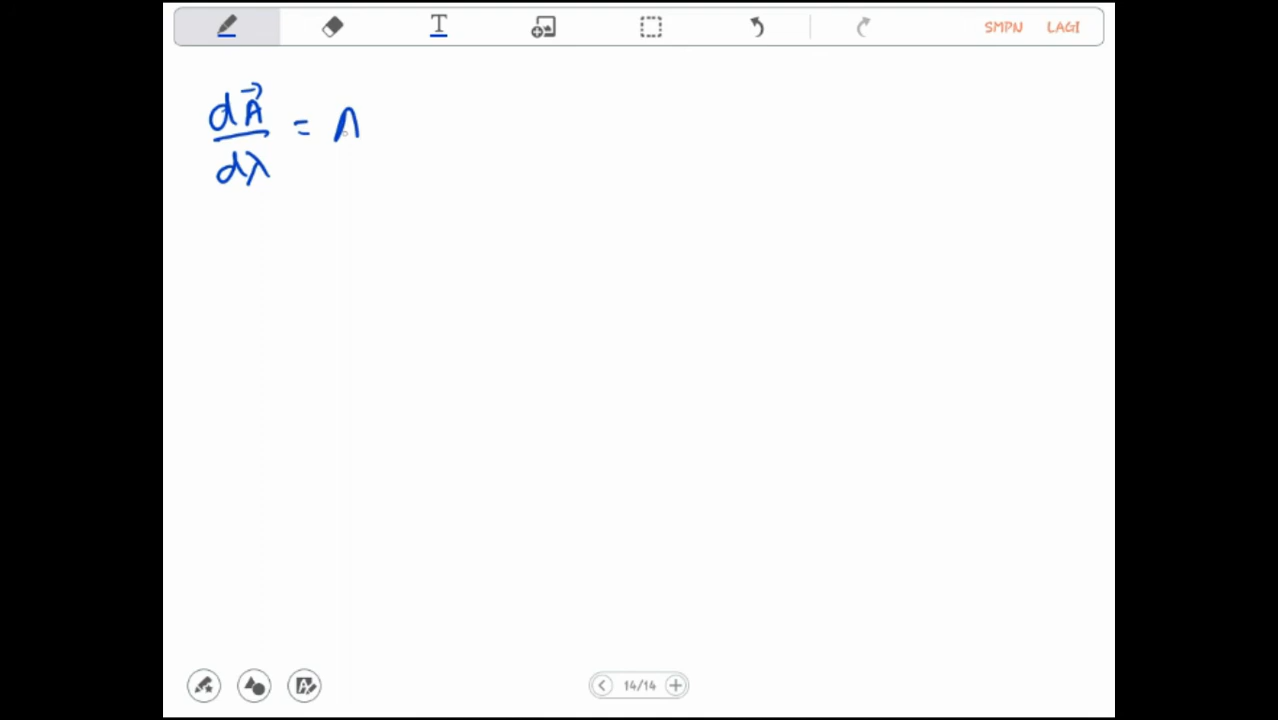 T SMPN LAGI
dA⃗/dλ = Λ
14/14